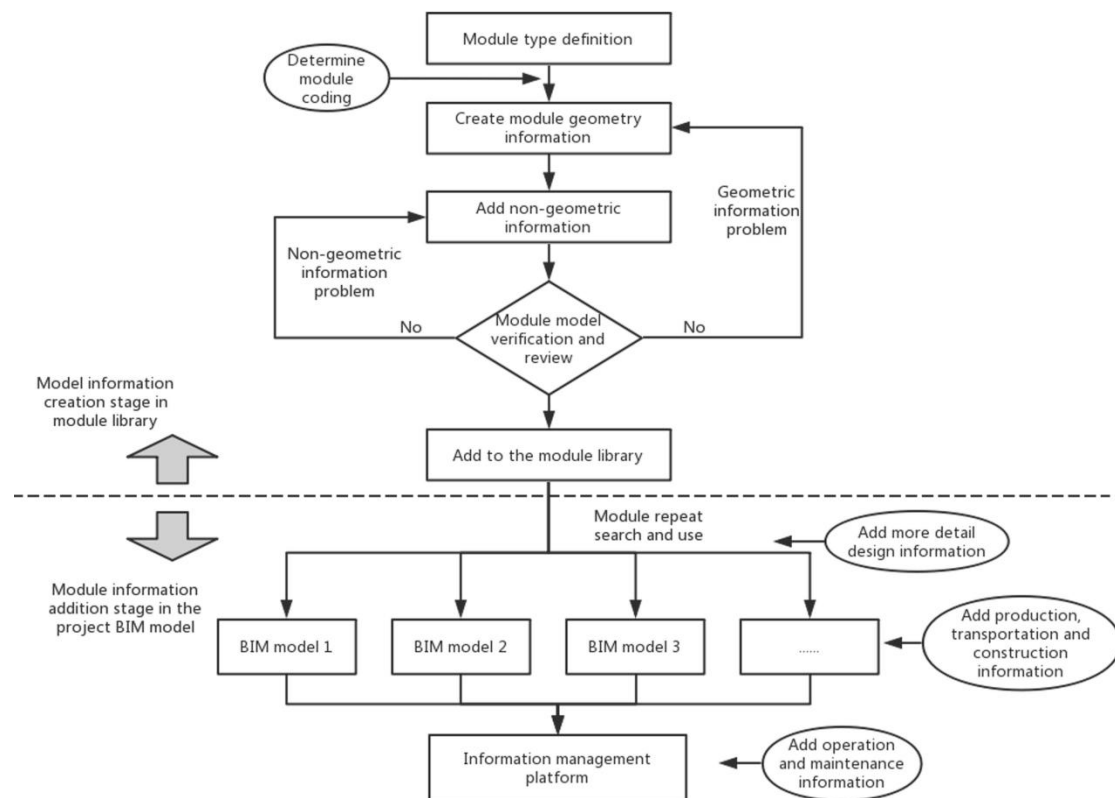 Module type definition
Determine
module
coding
Create module geometry
information
Add non-geometric
information
Geometric
information
problem
Non-geometric
information
problem
No
Module model
verification and
review
No
Model information
creation stage in
module library
Add to the module library
Module repeat
search and use
Add more detail
design information
Module information
addition stage in the
project BIM model
BIM model 1
BIM model 2
BIM model 3
......
Add production,
transportation and
construction
information
Information management
platform
Add operation
and maintenance
information